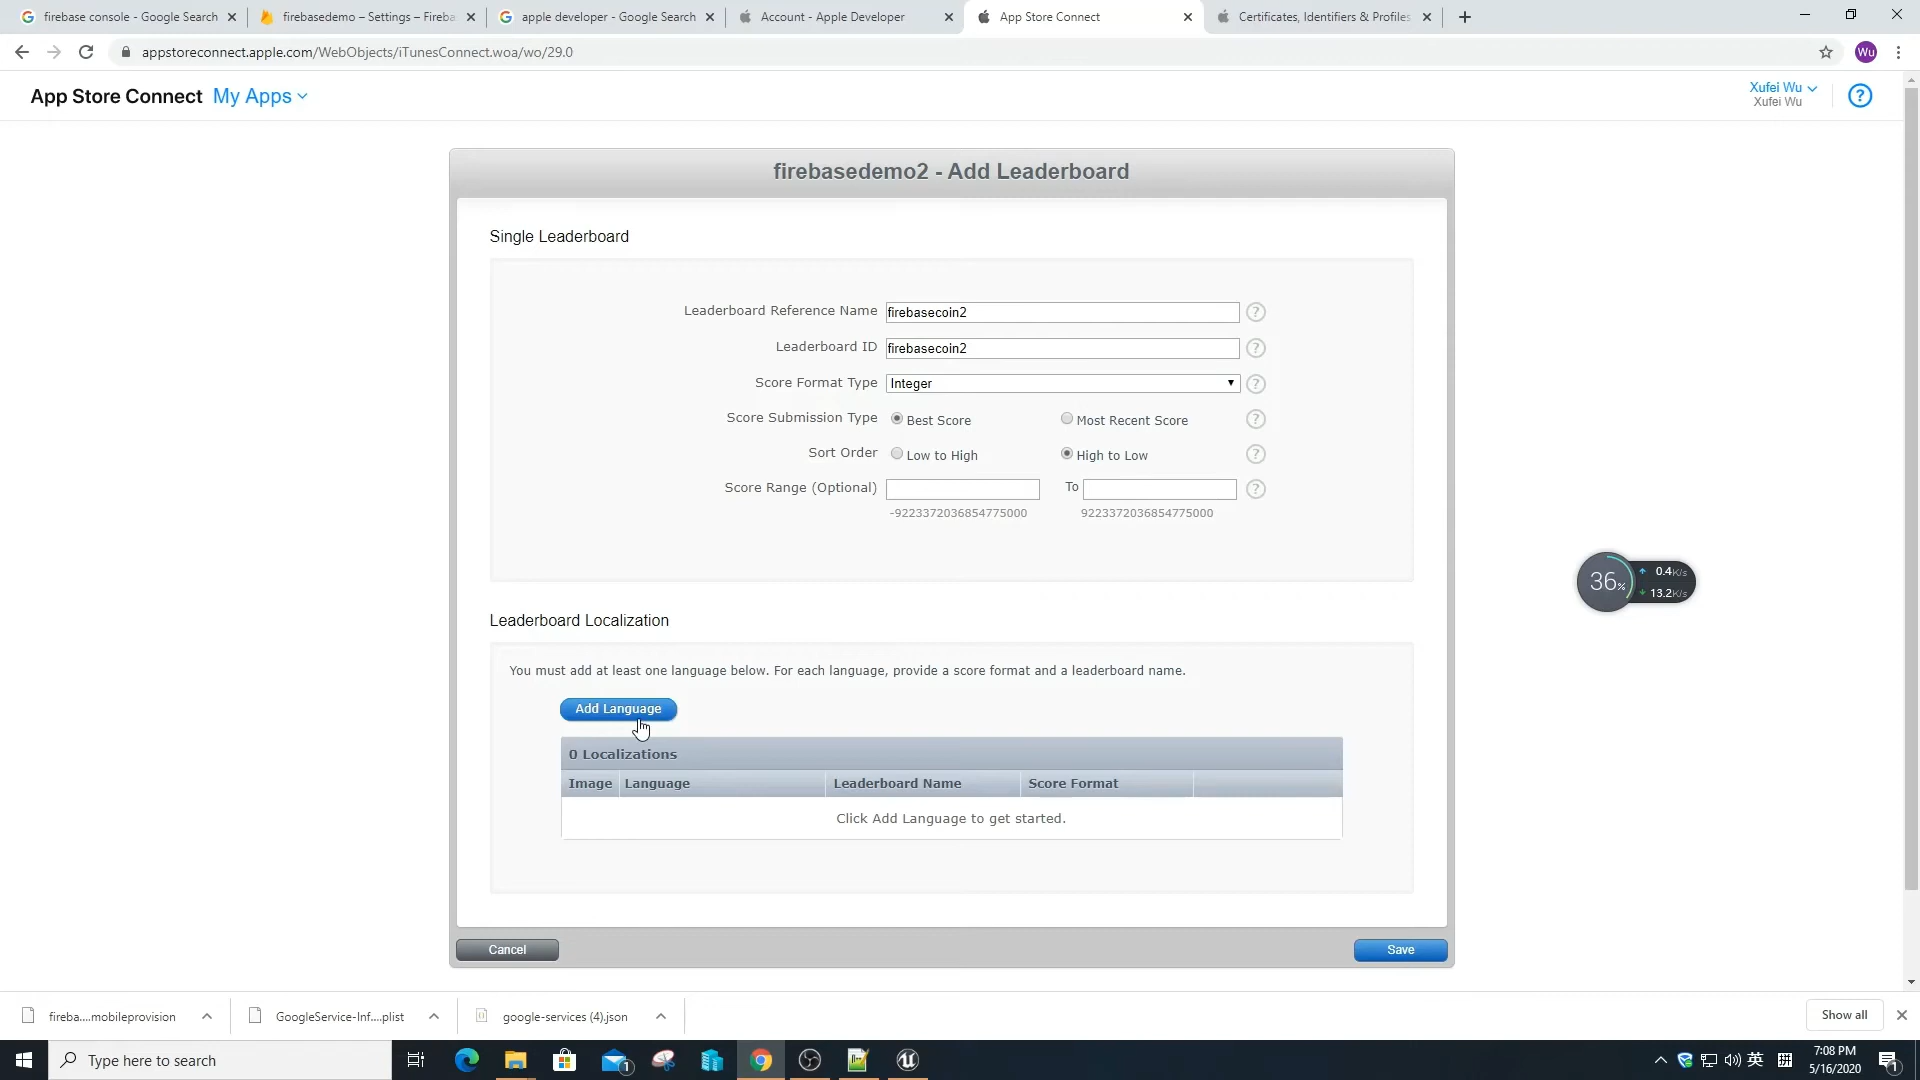 firebase console - Google Search
firebasedemo – Settings – Fireba
apple developer - Google Search
Account - Apple Developer
App Store Connect
Certificates, Identifiers & Profiles
appstoreconnect.apple.com/WebObjects/iTunesConnect.woa/wo/29.0
Wu
App Store Connect My Apps
Xufei Wu
Xufei Wu
?
firebasedemo2 - Add Leaderboard
Single Leaderboard
Leaderboard Reference Name firebasecoin2 ?
Leaderboard ID firebasecoin2 ?
Score Format Type Integer ?
Score Submission Type Best Score Most Recent Score ?
Sort Order Low to High High to Low ?
Score Range (Optional) To ?
-9223372036854775000 9223372036854775000
36%
0.4K/s
13.2K/s
Leaderboard Localization
You must add at least one language below. For each language, provide a score format and a leaderboard name.
Add Language
0 Localizations
Image Language Leaderboard Name Score Format
Click Add Language to get started.
Cancel Save
fireba....mobileprovision
GoogleService-Inf....plist
google-services (4).json
Show all
Type here to search
1
英
拼
7:08 PM
5/16/2020
1